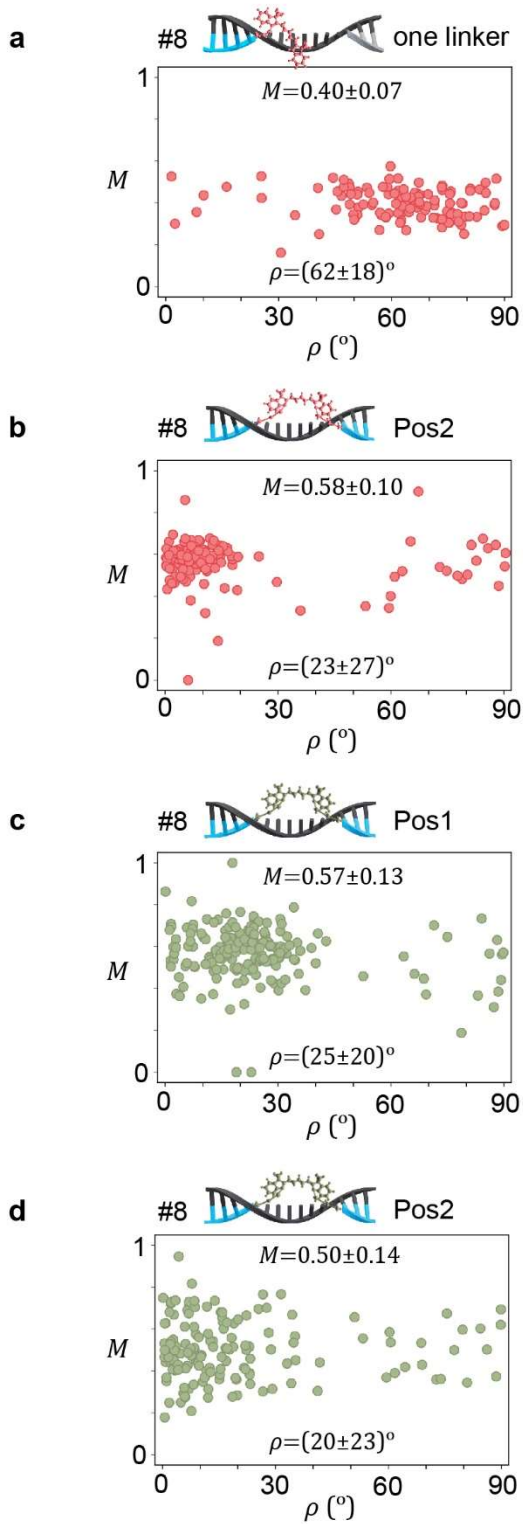 a
#8
one linker
1
M=0.40±0.07
M
ρ=(62±18)º
0
0
30
60
90
ρ (º)
b
#8
Pos2
1
M=0.58±0.10
M
ρ=(23±27)º
0
0
30
60
90
ρ (º)
c
#8
Pos1
1
M=0.57±0.13
M
ρ=(25±20)º
0
0
30
60
90
ρ (º)
d
#8
Pos2
1
M=0.50±0.14
M
ρ=(20±23)º
0
0
30
60
90
ρ (º)